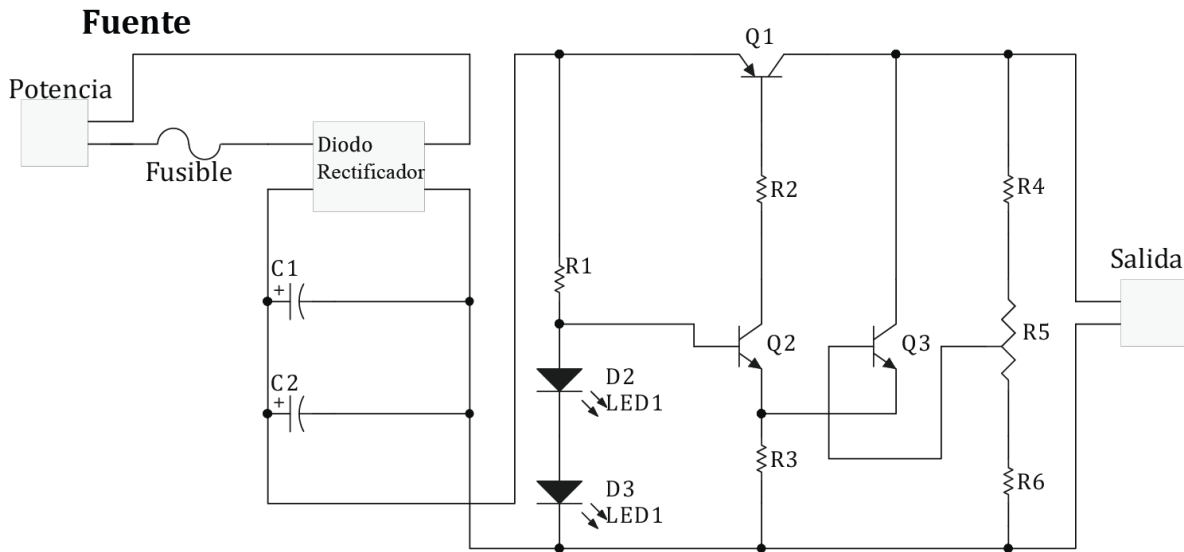 Fuente
Potencia
Fusible
Diodo
Rectificador
C1
+
C2
+
R1
D2
LED1
D3
LED1
Q1
R2
Q2
R3
Q3
R4
R5
R6
Salida